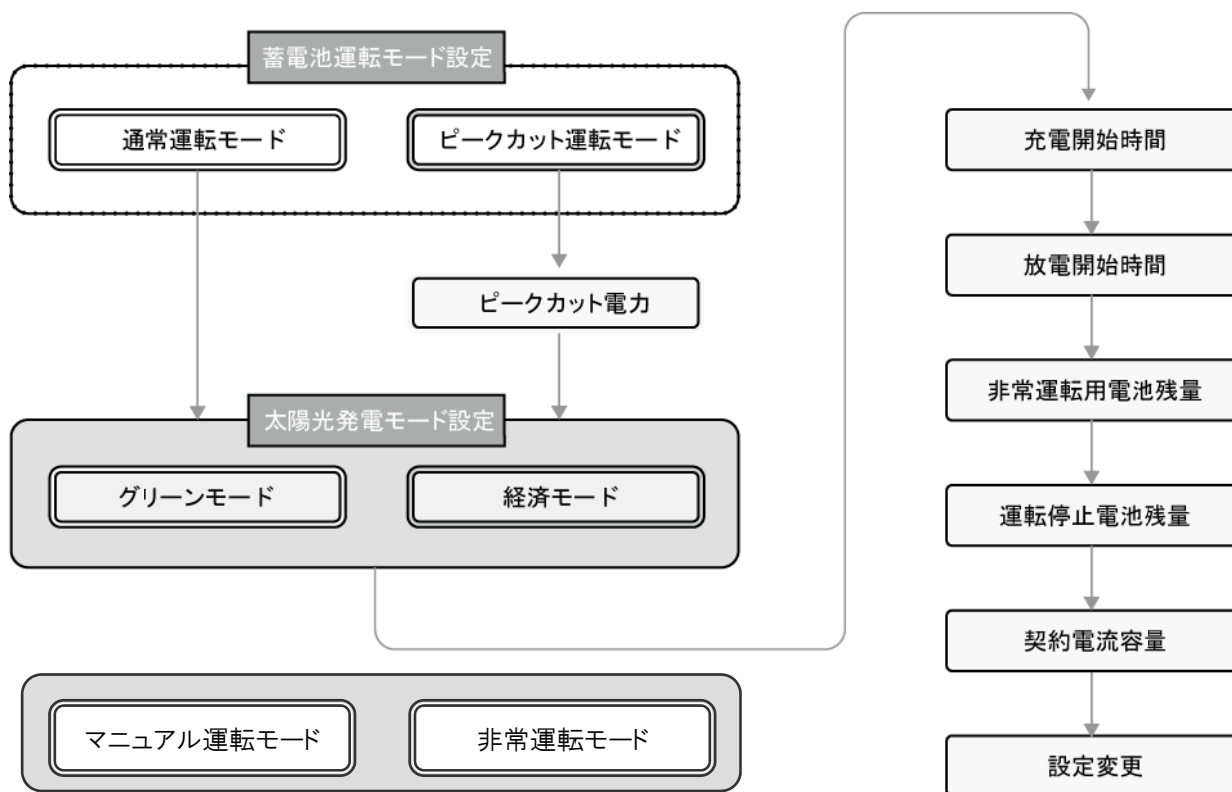 蓄電池運転モード設定
通常運転モード
ピークカット運転モード
ピークカット電力
太陽光発電モード設定
グリーンモード
経済モード
マニュアル運転モード
非常運転モード
充電開始時間
放電開始時間
非常運転用電池残量
運転停止電池残量
契約電流容量
設定変更